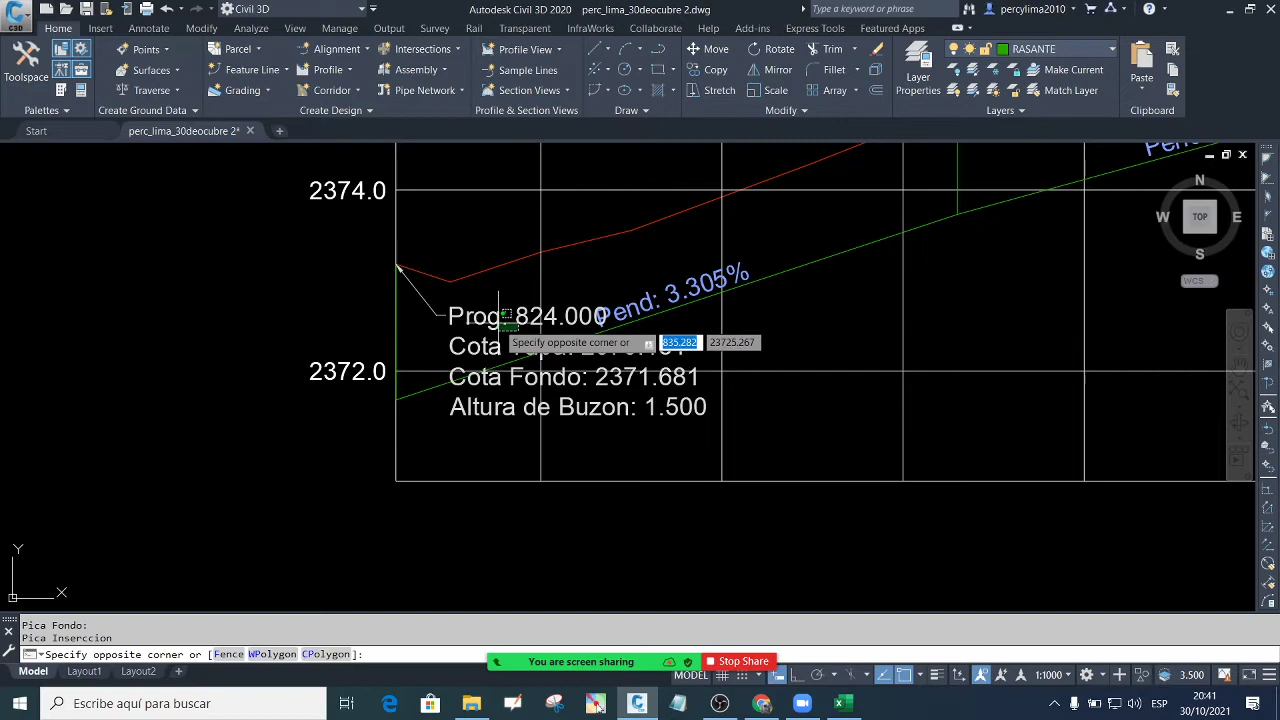 C3D
Civil 3D
Autodesk Civil 3D 2020 perc_lima_30deocubre 2.dwg
Type a keyword or phrase
percylima2010
Home Insert Annotate Modify Analyze View Manage Output Survey Rail Transparent InfraWorks Collaborate Help Add-ins Express Tools Featured Apps
Toolspace
Palettes
Points
Surfaces
Traverse
Create Ground Data
Parcel
Feature Line
Grading
Alignment
Profile
Corridor
Intersections
Assembly
Pipe Network
Create Design
Profile View
Sample Lines
Section Views
Profile & Section Views
Draw
Move
Copy
Stretch
Rotate
Mirror
Scale
Trim
Fillet
Array
Modify
Layer
Properties
RASANTE
Make Current
Match Layer
Layers
Paste
Clipboard
Start
perc_lima_30deocubre 2*
2374.0
2372.0
Pend: 3.305%
Prog: 824.000
Cota
Cota Fondo: 2371.681
Altura de Buzon: 1.500
Specify opposite corner or
835.282
23725.267
N
W
TOP
E
S
WCS
Y
X
Pica Fondo:
Pica Inserccion
Specify opposite corner or [Fence WPolygon CPolygon]:
Model Layout1 Layout2
You are screen sharing
Stop Share
MODEL
1:1000
3.500
Escribe aquí para buscar
ESP
20:41
30/10/2021